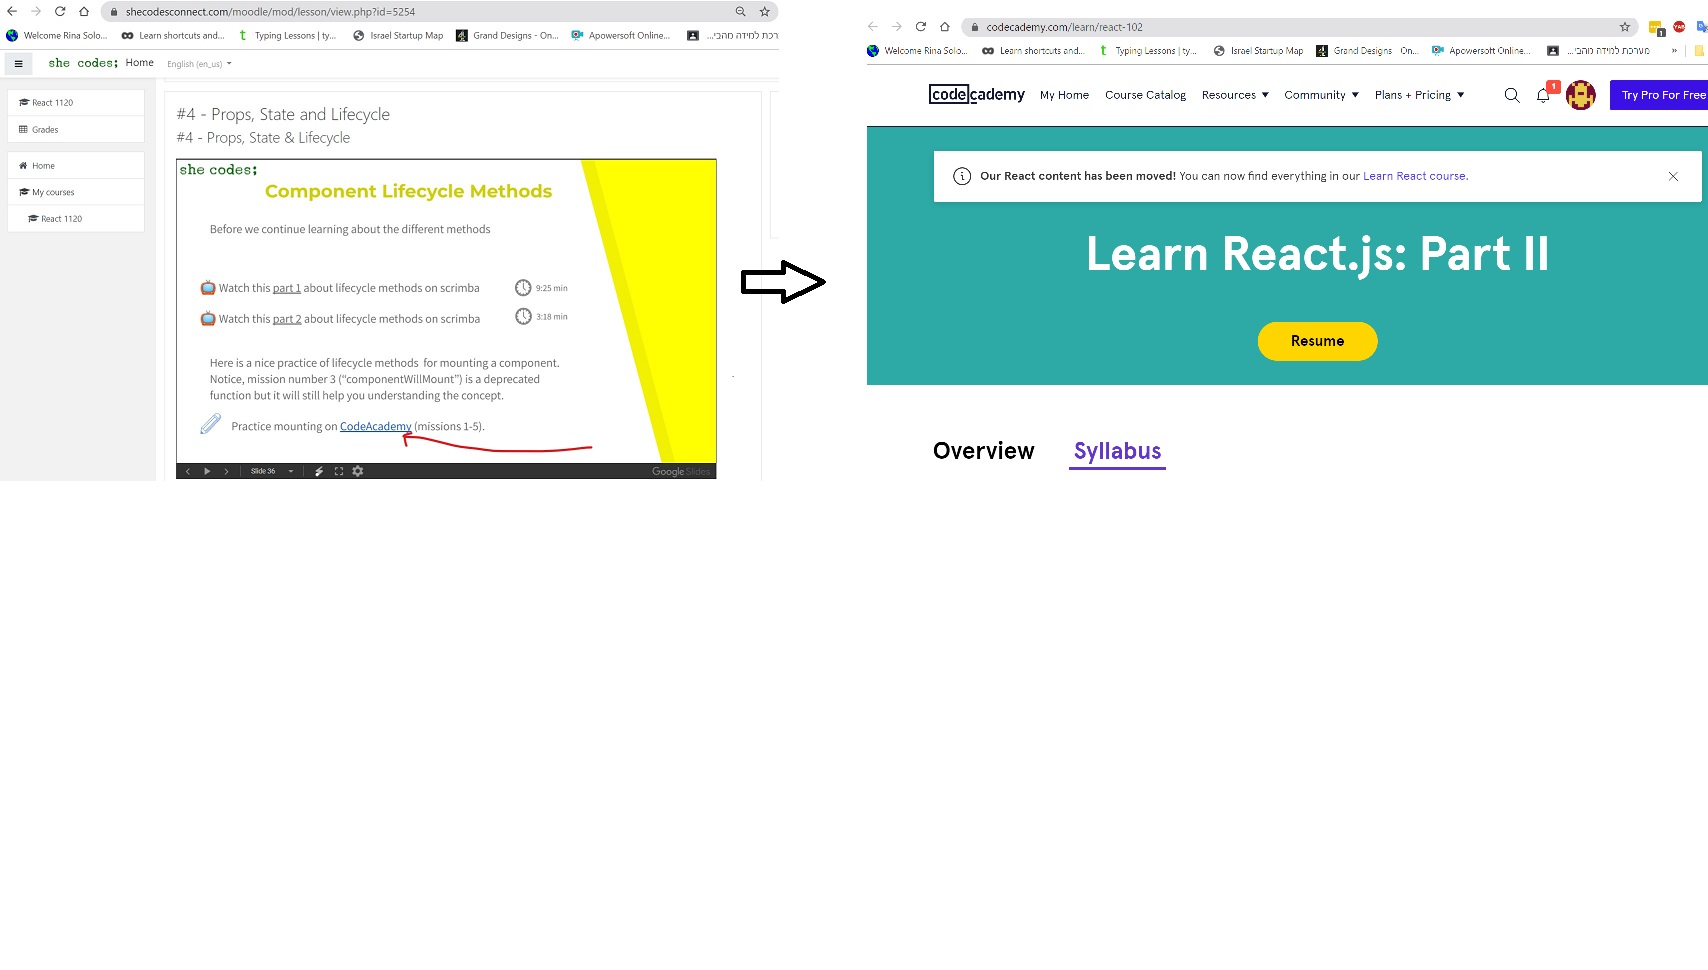 shecodesconnect.com/moodle/mod/lesson/view.php?id=5254
Welcome Rina Solo... Learn shortcuts and... Typing Lessons | ty... Israel Startup Map Grand Designs - On... Apowersoft Online... ...מערכת למידה מהבי
she codes; Home English (en_us)
React 1120
Grades
Home
My courses
React 1120
#4 - Props, State and Lifecycle
#4 - Props, State & Lifecycle
she codes;
Component Lifecycle Methods
Before we continue learning about the different methods
Watch this part 1 about lifecycle methods on scrimba 9:25 min
Watch this part 2 about lifecycle methods on scrimba 3:18 min
Here is a nice practice of lifecycle methods for mounting a component.
Notice, mission number 3 (“componentWillMount”) is a deprecated
function but it will still help you understanding the concept.
Practice mounting on CodeAcademy (missions 1-5).
Slide 36 Google Slides
codecademy.com/learn/react-102
1
Welcome Rina Solo... Learn shortcuts and... Typing Lessons | ty... Israel Startup Map Grand Designs - On... Apowersoft Online... ...מערכת למידה מהבי »
codecademy My Home Course Catalog Resources Community Plans + Pricing 1 Try Pro For Free
Our React content has been moved! You can now find everything in our Learn React course.
Learn React.js: Part II
Resume
Overview Syllabus